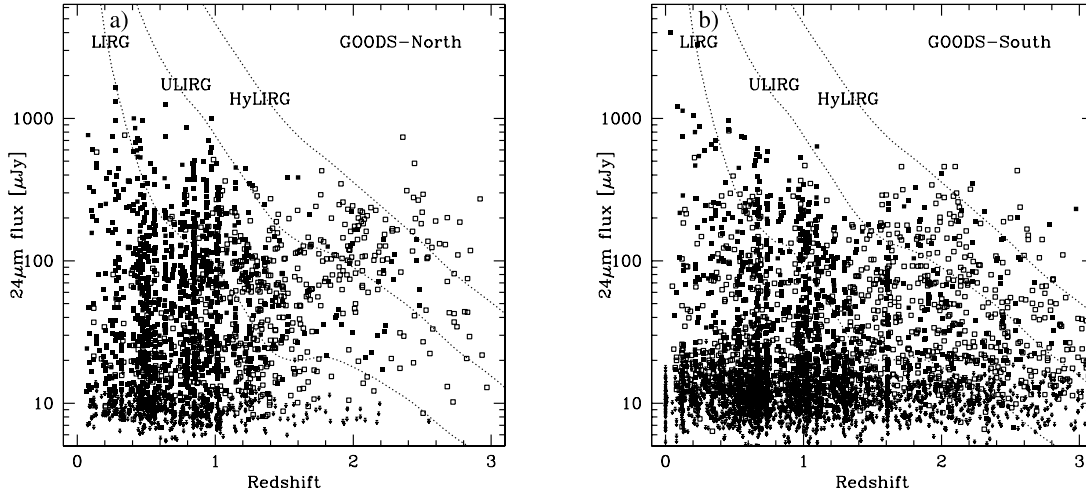 a)
LIRG
GOODS-North
ULIRG
HyLIRG
1000
100
10
24μm flux [μJy]
0
1
2
3
Redshift
b)
LIRG
GOODS-South
ULIRG
HyLIRG
1000
100
10
24μm flux [μJy]
0
1
2
3
Redshift